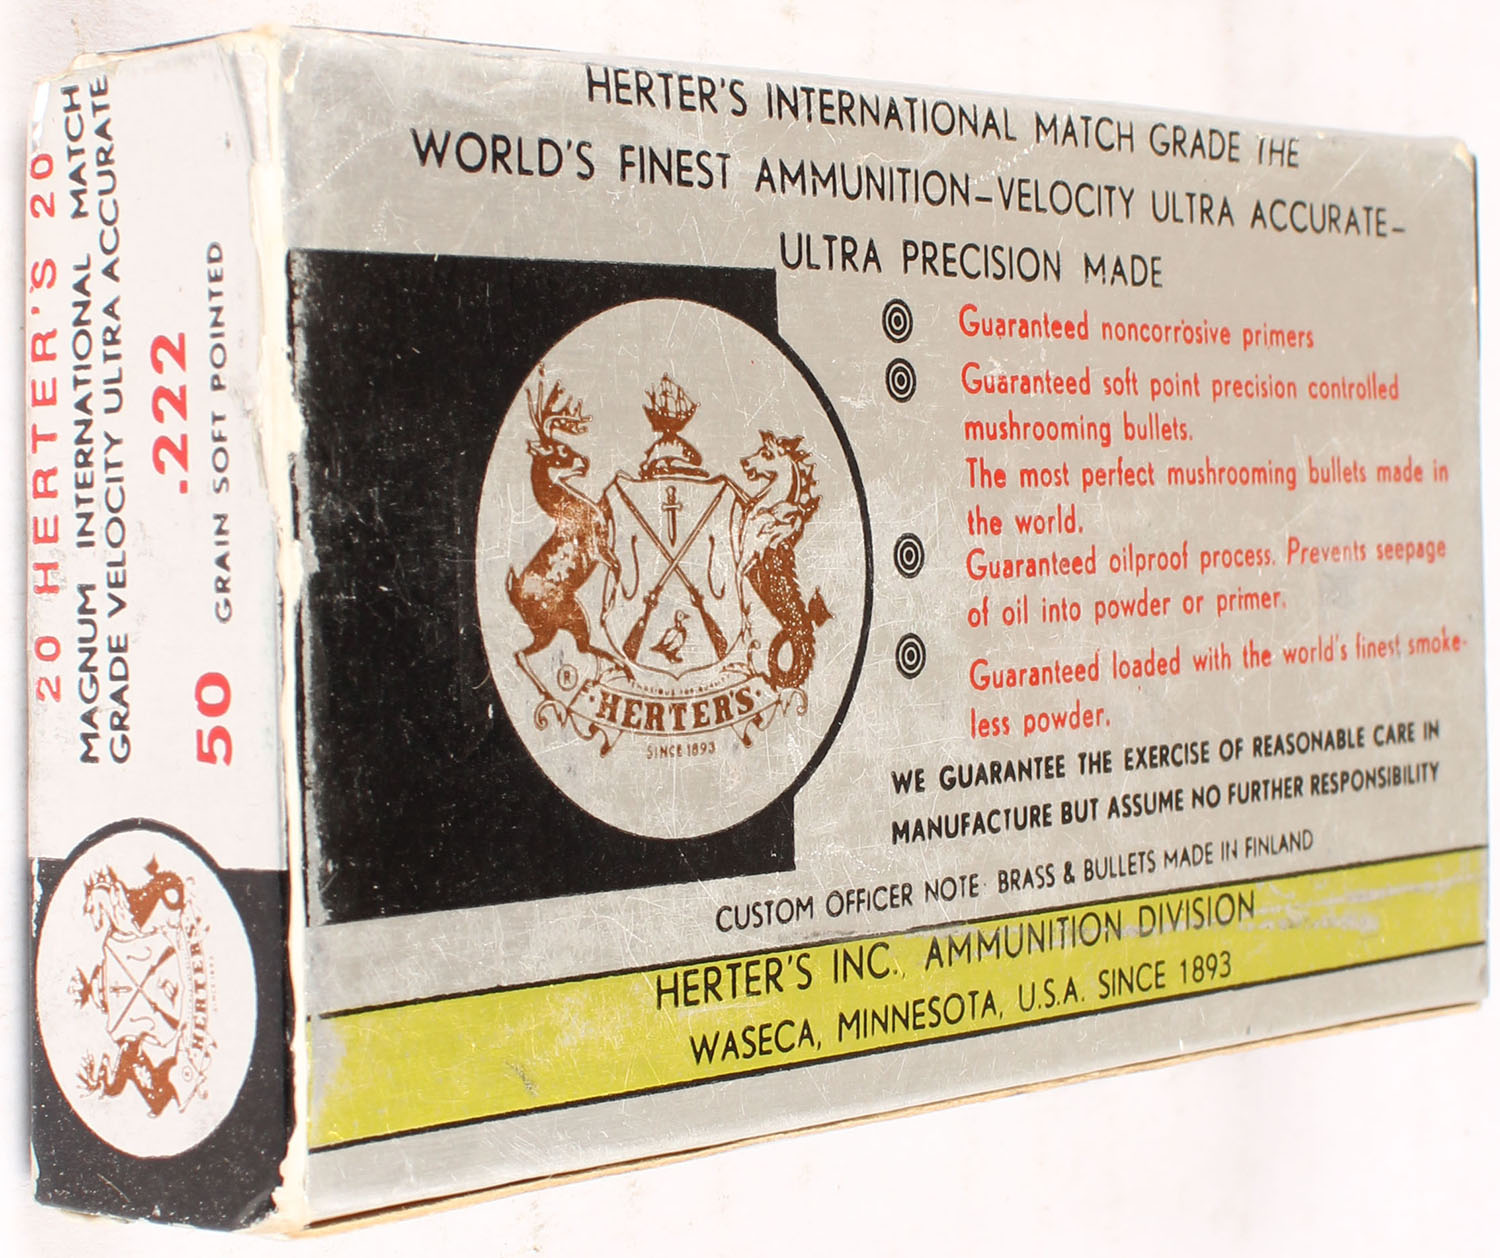 HERTER'S INTERNATIONAL MATCH GRADE THE
WORLD'S FINEST AMMUNITION–VELOCITY ULTRA ACCURATE–
ULTRA PRECISION MADE
Guaranteed noncorrosive primers
Guaranteed soft point precision controlled
mushrooming bullets.
The most perfect mushrooming bullets made in
the world.
Guaranteed oilproof process. Prevents seepage
of oil into powder or primer.
Guaranteed loaded with the world's finest smoke-
less powder.
WE GUARANTEE THE EXERCISE OF REASONABLE CARE IN
MANUFACTURE BUT ASSUME NO FURTHER RESPONSIBILITY
CUSTOM OFFICER NOTE· BRASS & BULLETS MADE IN FINLAND
HERTER'S INC. AMMUNITION DIVISION
WASECA, MINNESOTA, U.S.A. SINCE 1893
®
HERTER'S
SINCE 1893
20 HERTER'S 20
MAGNUM INTERNATIONAL MATCH
GRADE VELOCITY ULTRA ACCURATE
.222
50 GRAIN SOFT POINTED
®
HERTER'S